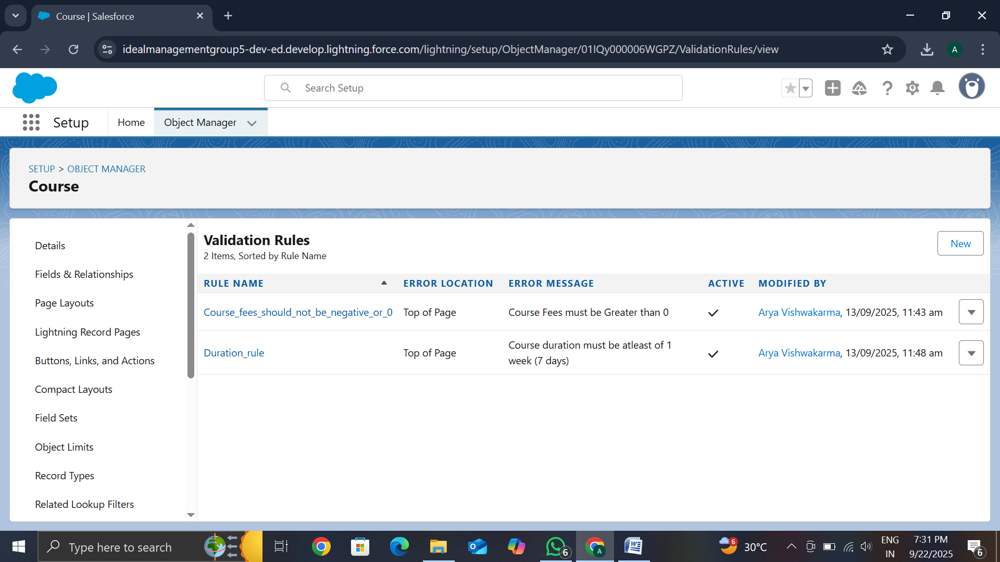 Course | Salesforce
idealmanagementgroup5-dev-ed.develop.lightning.force.com/lightning/setup/ObjectManager/01IQy000006WGPZ/ValidationRules/view
A
Search Setup
Setup
Home
Object Manager
SETUP > OBJECT MANAGER
Course
Details
Fields & Relationships
Page Layouts
Lightning Record Pages
Buttons, Links, and Actions
Compact Layouts
Field Sets
Object Limits
Record Types
Related Lookup Filters
Validation Rules
2 Items, Sorted by Rule Name
New
RULE NAME ERROR LOCATION ERROR MESSAGE ACTIVE MODIFIED BY
Course_fees_should_not_be_negative_or_0 Top of Page Course Fees must be Greater than 0 Arya Vishwakarma, 13/09/2025, 11:43 am
Duration_rule Top of Page Course duration must be atleast of 1
week (7 days) Arya Vishwakarma, 13/09/2025, 11:48 am
Type here to search
6
A
6
30°C
ENG
IN
7:31 PM
9/22/2025
6